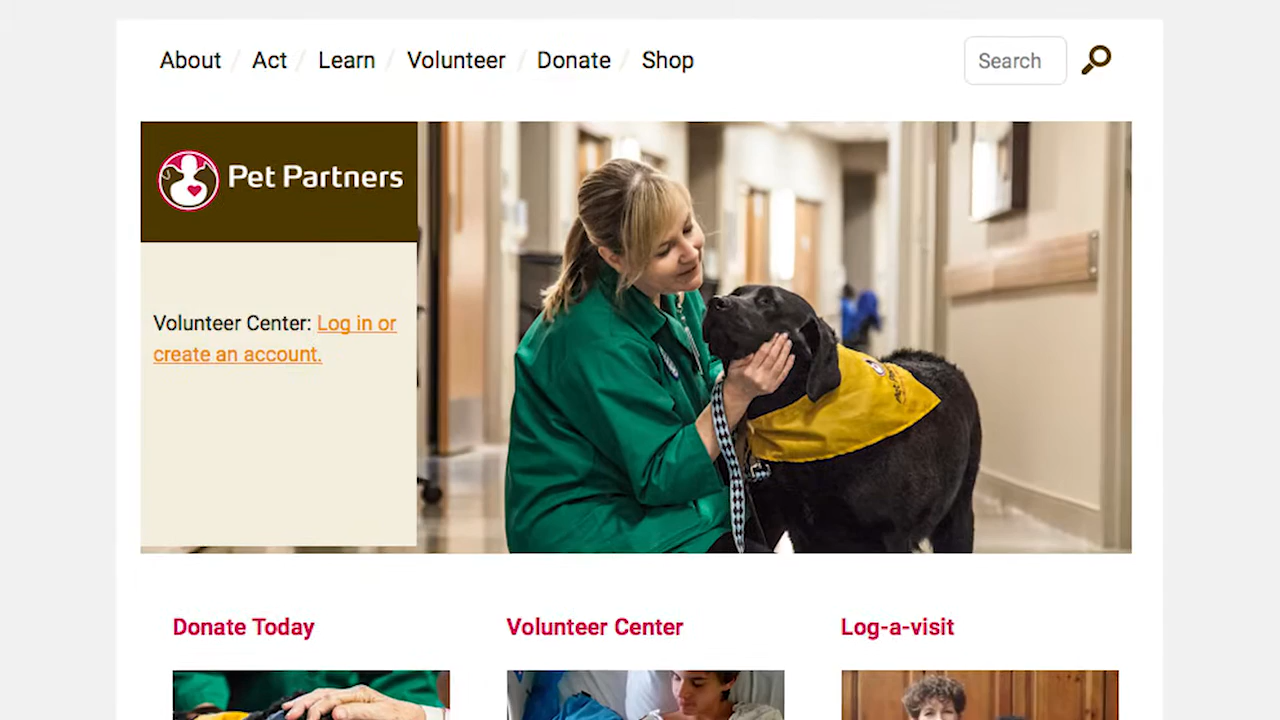 About / Act / Learn / Volunteer / Donate / Shop
Search
Pet Partners
Volunteer Center: Log in or
create an account.
Donate Today
Volunteer Center
Log-a-visit